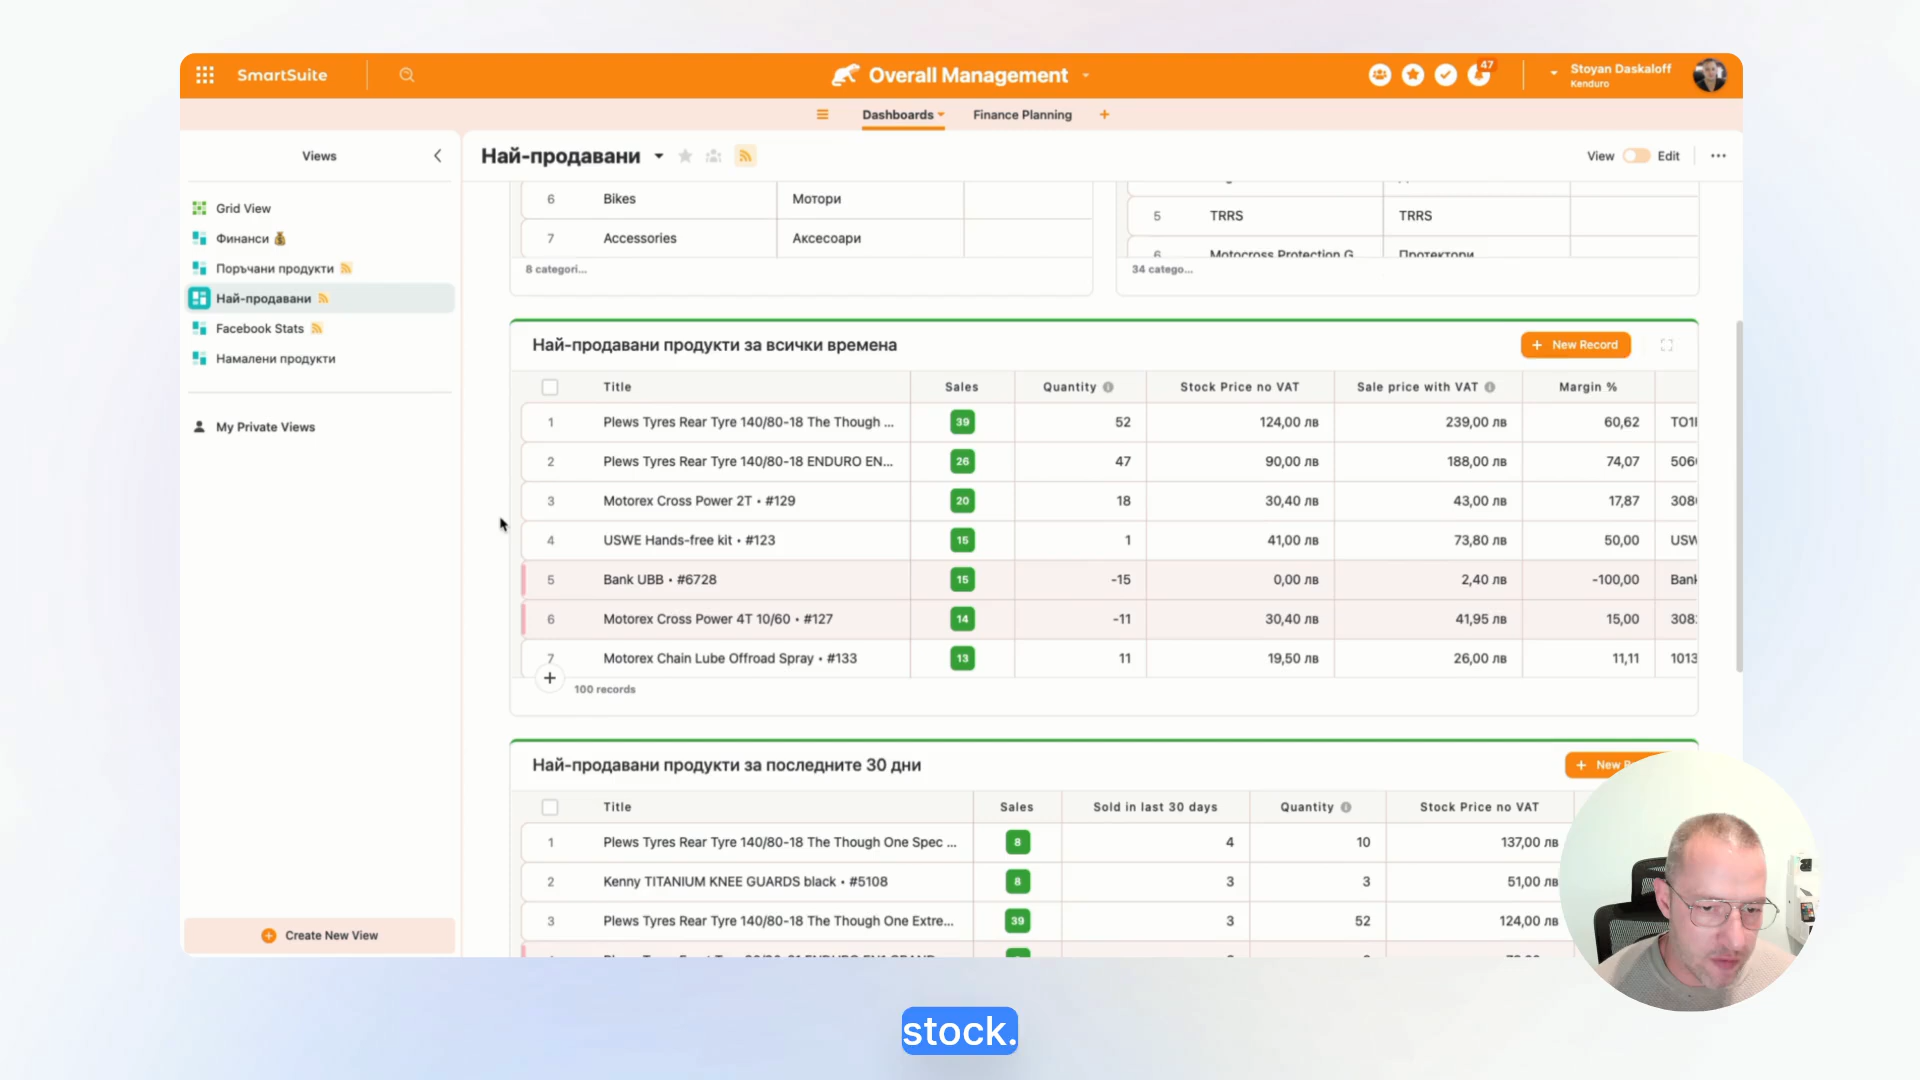 SmartSuite
Overall Management
47
Stoyan Daskaloff
Kenduro
Dashboards
Finance Planning
Views
Най-продавани
View
Edit
Grid View
Финанси
Поръчани продукти
Най-продавани
Facebook Stats
Намалени продукти
My Private Views
Create New View
6 Bikes Мотори
7 Accessories Аксесоари
8 categori...
5 TRRS TRRS
6 Motocross Protection G Протектори
34 catego...
Най-продавани продукти за всички времена
New Record
Title Sales Quantity Stock Price no VAT Sale price with VAT Margin %
1 Plews Tyres Rear Tyre 140/80-18 The Though ... 39 52 124,00 лв 239,00 лв 60,62
2 Plews Tyres Rear Tyre 140/80-18 ENDURO EN... 26 47 90,00 лв 188,00 лв 74,07
3 Motorex Cross Power 2T • #129 20 18 30,40 лв 43,00 лв 17,87 308
4 USWE Hands-free kit • #123 15 1 41,00 лв 73,80 лв 50,00 USW
5 Bank UBB • #6728 15 -15 0,00 лв 2,40 лв -100,00 Bank
6 Motorex Cross Power 4T 10/60 • #127 14 -11 30,40 лв 41,95 лв 15,00 308
7 Motorex Chain Lube Offroad Spray • #133 13 11 19,50 лв 26,00 лв 11,11 1013
100 records
Най-продавани продукти за последните 30 дни
New
Title Sales Sold in last 30 days Quantity Stock Price no VAT
1 Plews Tyres Rear Tyre 140/80-18 The Though One Spec ... 8 4 10 137,00 лв
2 Kenny TITANIUM KNEE GUARDS black • #5108 8 3 3 51,00 лв
3 Plews Tyres Rear Tyre 140/80-18 The Though One Extre... 39 3 52 124,00 лв
stock.